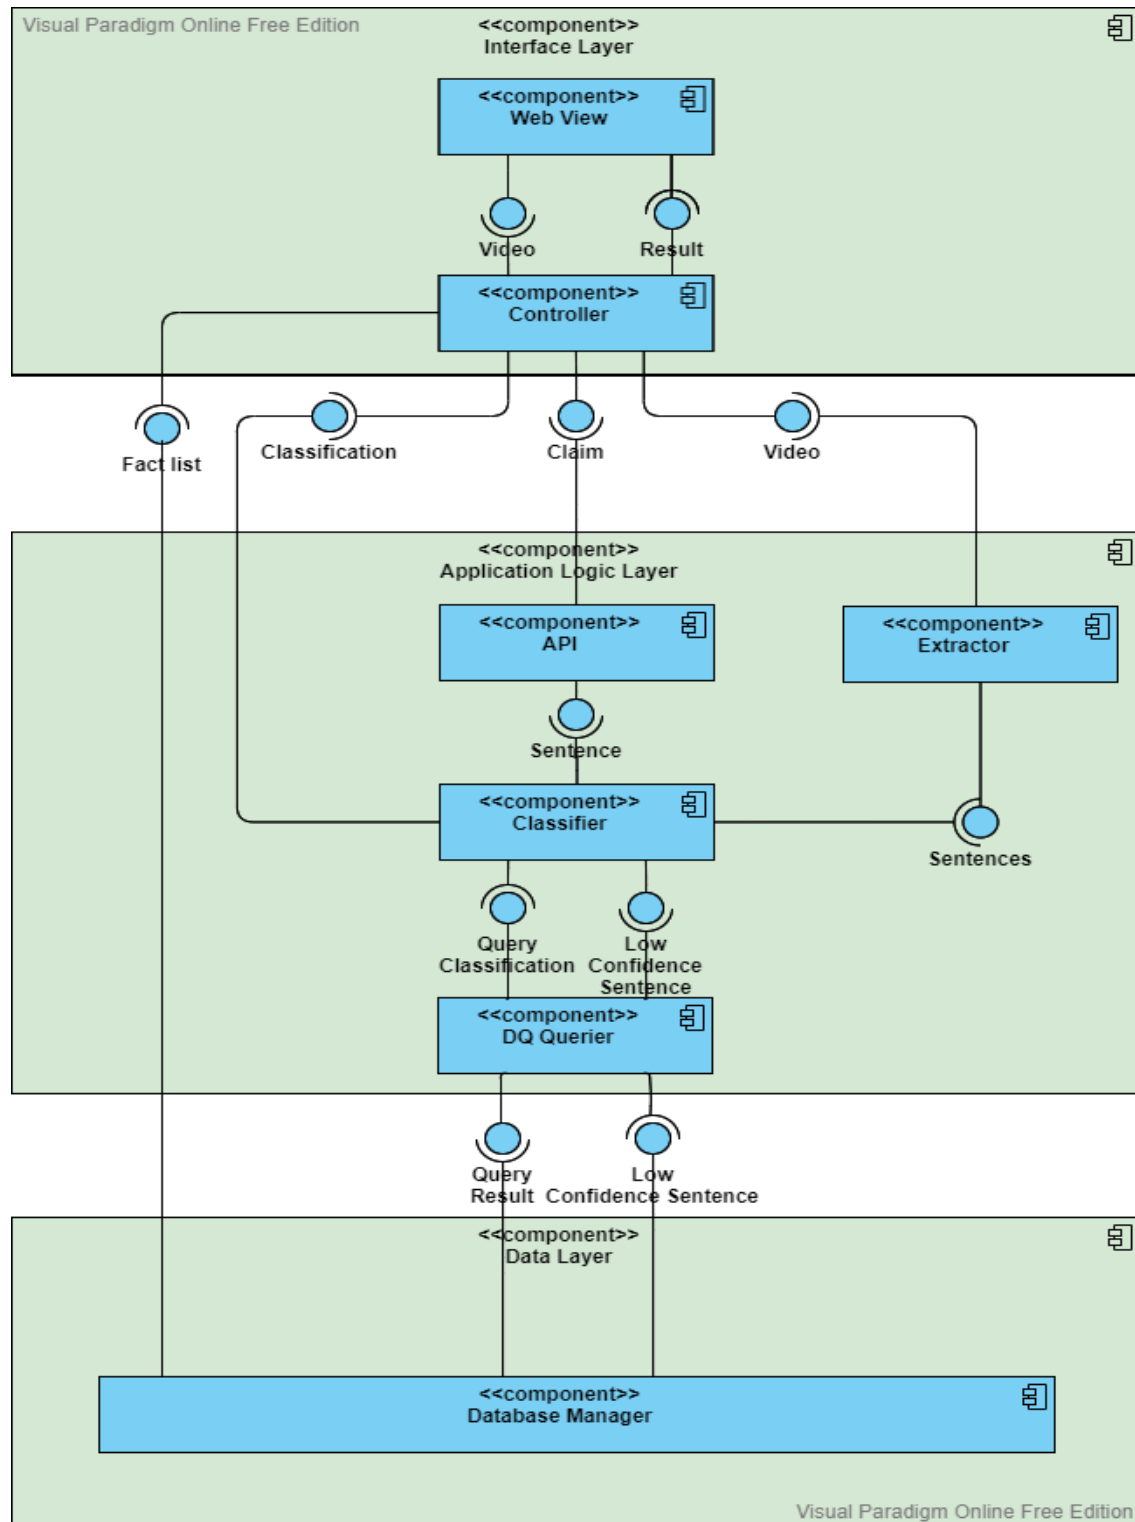 Visual Paradigm Online Free Edition
<<component>>
Interface Layer
<<component>>
Web View
Video
Result
<<component>>
Controller
Fact list
Classification
Claim
Video
<<component>>
Application Logic Layer
<<component>>
API
<<component>>
Extractor
Sentence
<<component>>
Classifier
Sentences
Query
Classification
Low
Confidence
Sentence
<<component>>
DQ Querier
Query
Result
Low
Confidence Sentence
<<component>>
Data Layer
<<component>>
Database Manager
Visual Paradigm Online Free Edition